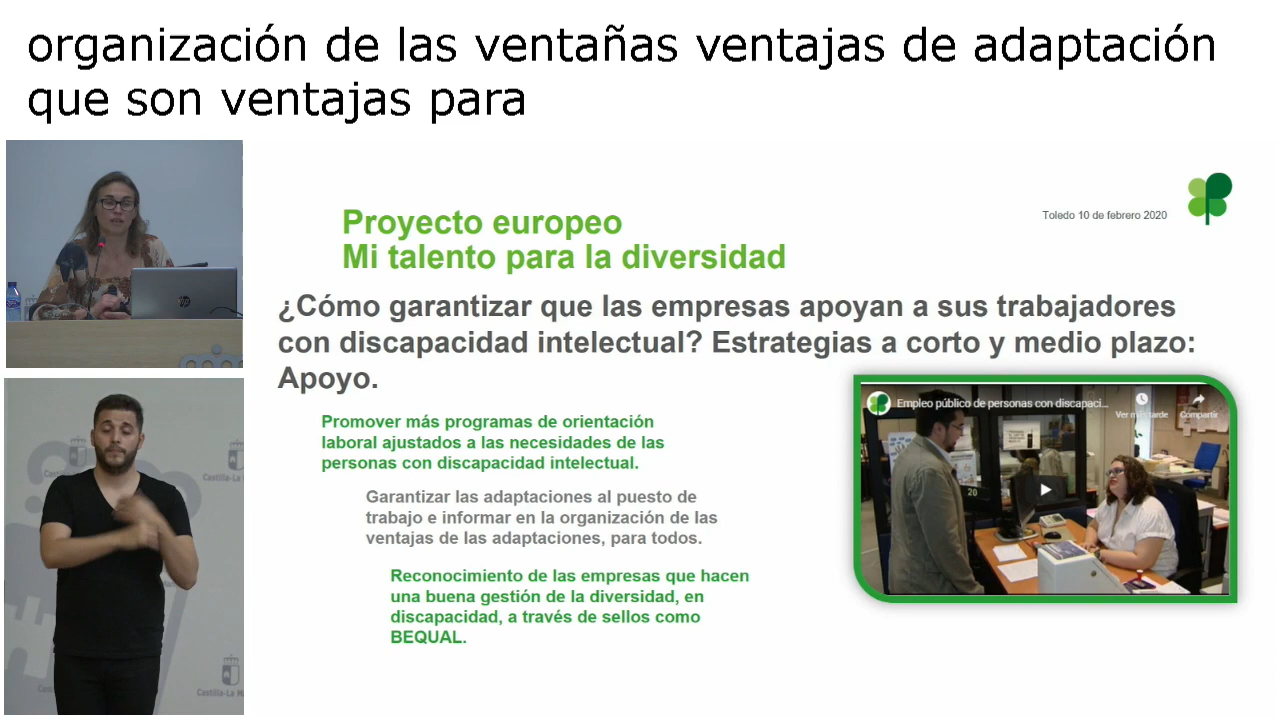 organización de las ventañas ventajas de adaptación
que son ventajas para
Toledo 10 de febrero 2020
Proyecto europeo
Mi talento para la diversidad
¿Cómo garantizar que las empresas apoyan a sus trabajadores
con discapacidad intelectual? Estrategias a corto y medio plazo:
Apoyo.
Promover más programas de orientación
laboral ajustados a las necesidades de las
personas con discapacidad intelectual.
Garantizar las adaptaciones al puesto de
trabajo e informar en la organización de las
ventajas de las adaptaciones, para todos.
Reconocimiento de las empresas que hacen
una buena gestión de la diversidad, en
discapacidad, a través de sellos como
BEQUAL.
Empleo público de personas con discapaci...
Ver más tarde
Compartir
20
hp
Castilla-La
Castilla-La M